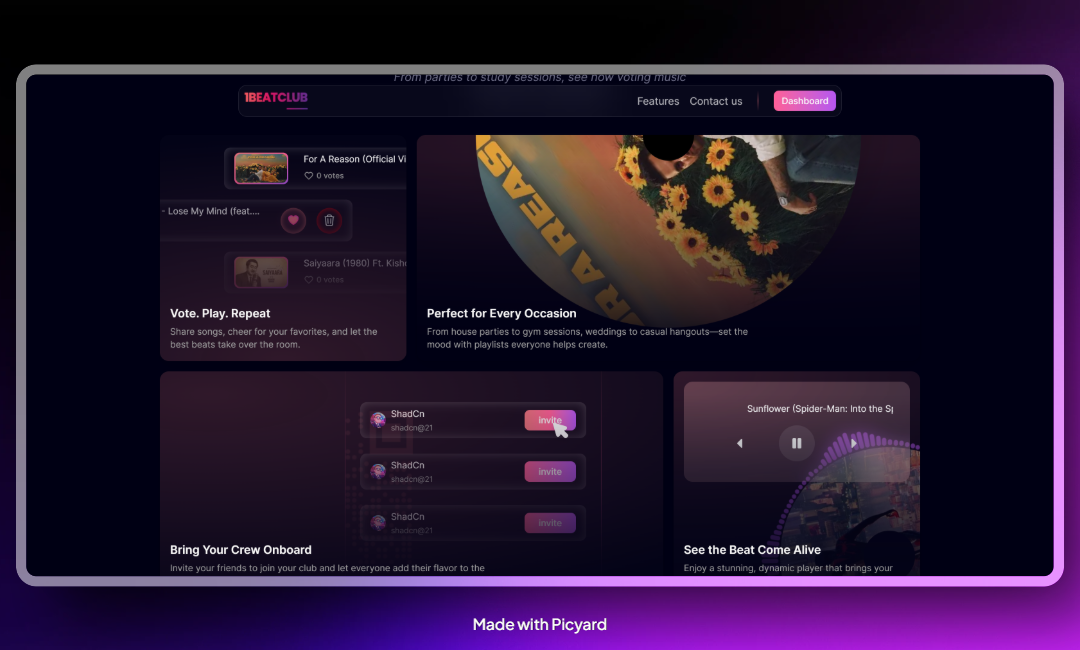 From parties to study sessions, see how voting music
1BEATCLUB
Features
Contact us
Dashboard
For A Reason (Official Vi
0 votes
- Lose My Mind (feat....
Saiyaara (1980) Ft. Kisho
0 votes
Vote. Play. Repeat
Share songs, cheer for your favorites, and let the
best beats take over the room.
RA REAS
Perfect for Every Occasion
From house parties to gym sessions, weddings to casual hangouts—set the
mood with playlists everyone helps create.
ShadCn
shadcn@21
invite
ShadCn
shadcn@21
invite
ShadCn
shadcn@21
invite
Bring Your Crew Onboard
Invite your friends to join your club and let everyone add their flavor to the
Sunflower (Spider-Man: Into the Sp
See the Beat Come Alive
Enjoy a stunning, dynamic player that brings your
Made with Picyard